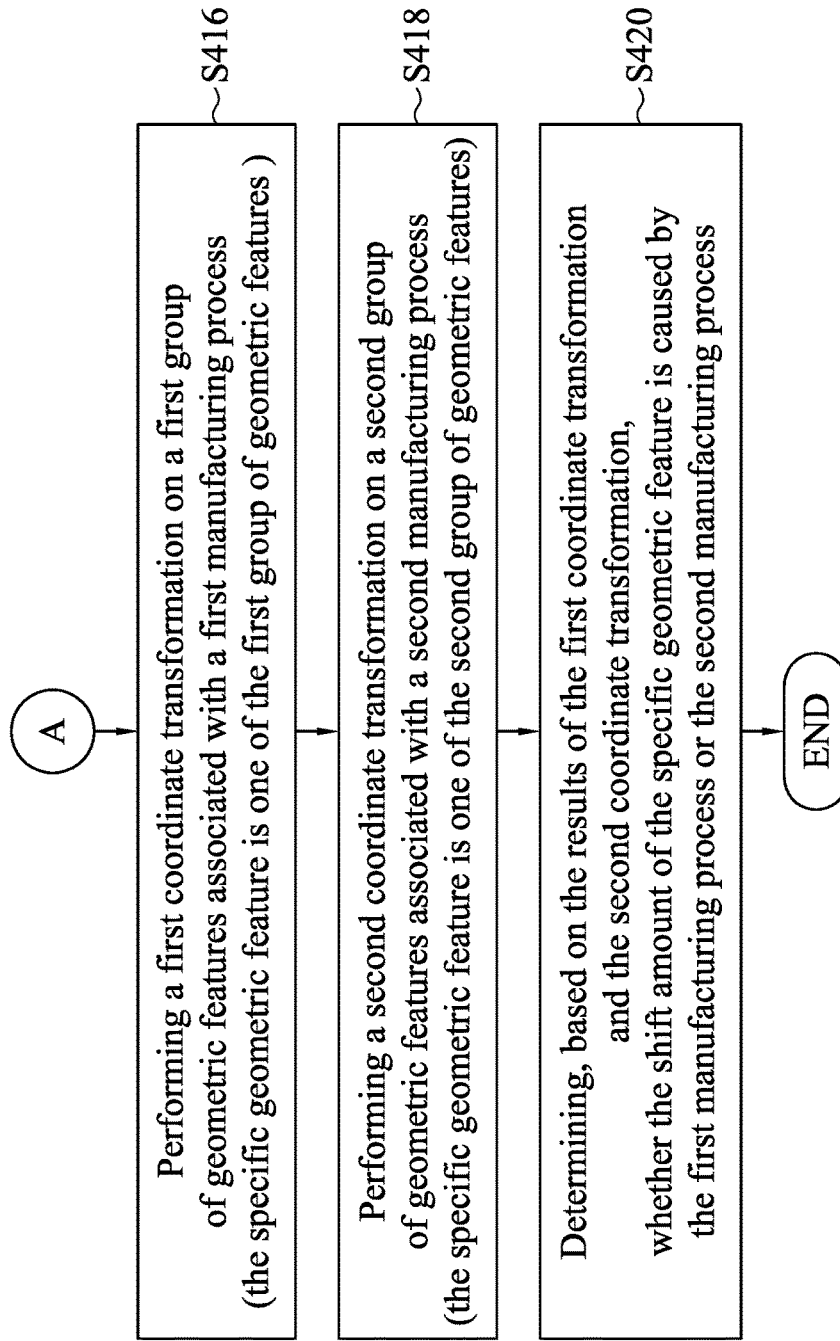 A
Performing a first coordinate transformation on a first group
of geometric features associated with a first manufacturing process
(the specific geometric feature is one of the first group of geometric features )
S416
Performing a second coordinate transformation on a second group
of geometric features associated with a second manufacturing process
(the specific geometric feature is one of the second group of geometric features)
S418
Determining, based on the results of the first coordinate transformation
and the second coordinate transformation,
whether the shift amount of the specific geometric feature is caused by
the first manufacturing process or the second manufacturing process
S420
END